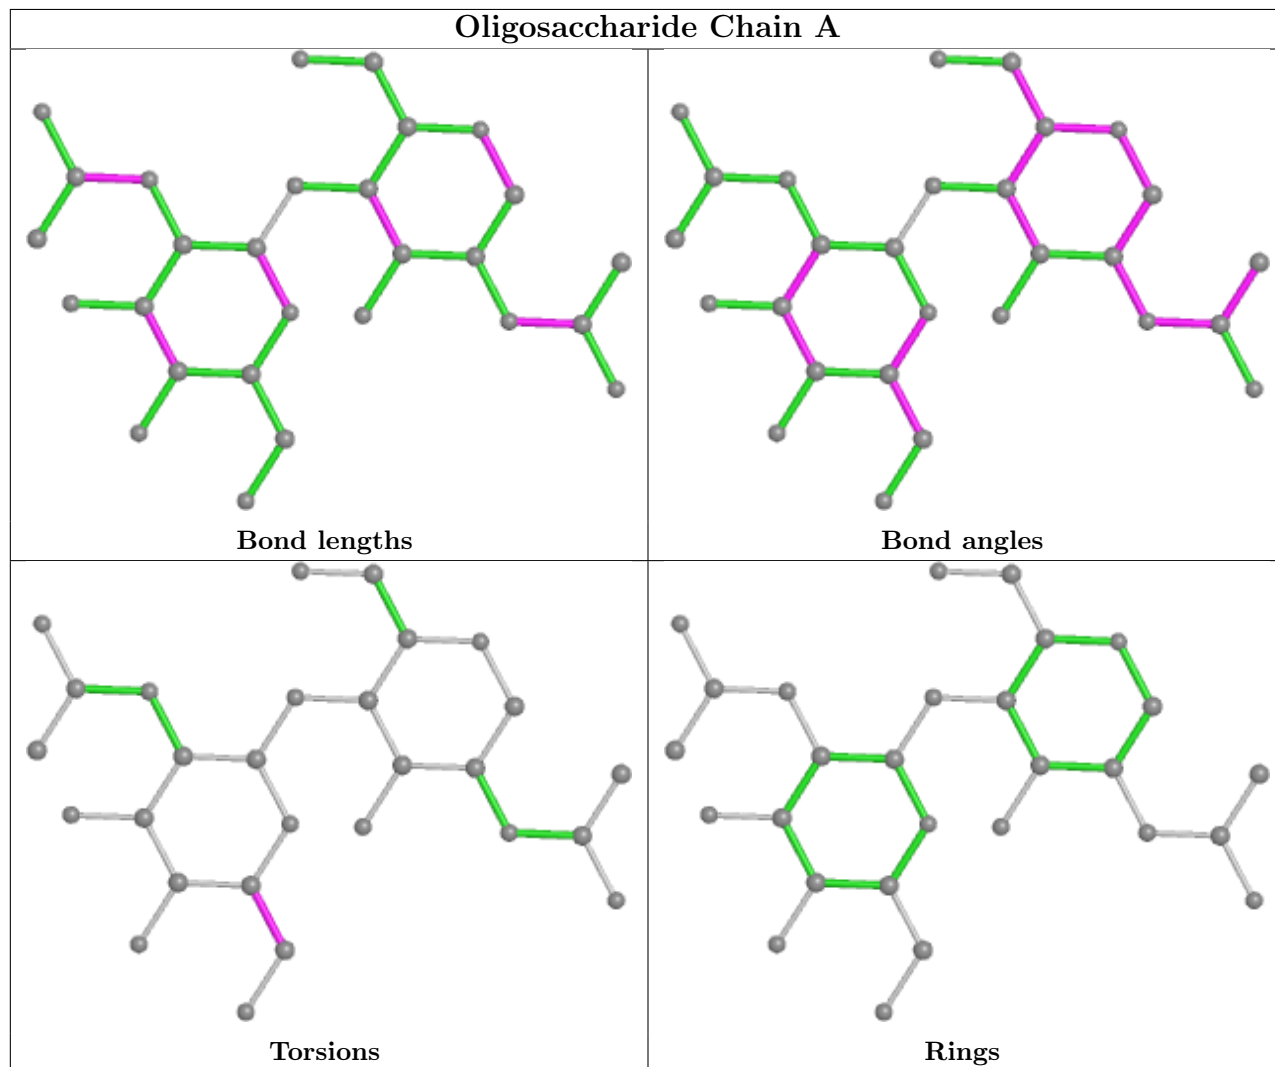 Oligosaccharide Chain A
Bond lengths
Bond angles
Torsions
Rings